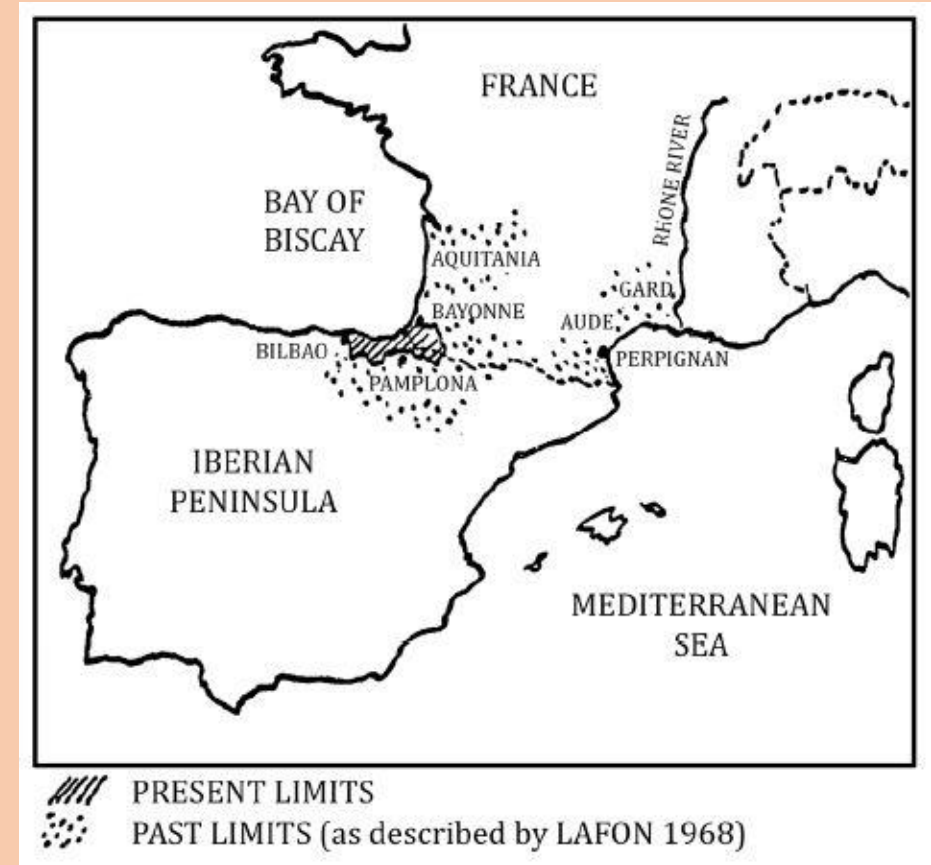 FRANCE
RHONE RIVER
BAY OF
BISCAY
AQUITANIA
GARD
BAYONNE
AUDE
BILBAO
PERPIGNAN
PAMPLONA
IBERIAN
PENINSULA
MEDITERRANEAN
SEA
PRESENT LIMITS
PAST LIMITS (as described by LAFON 1968)